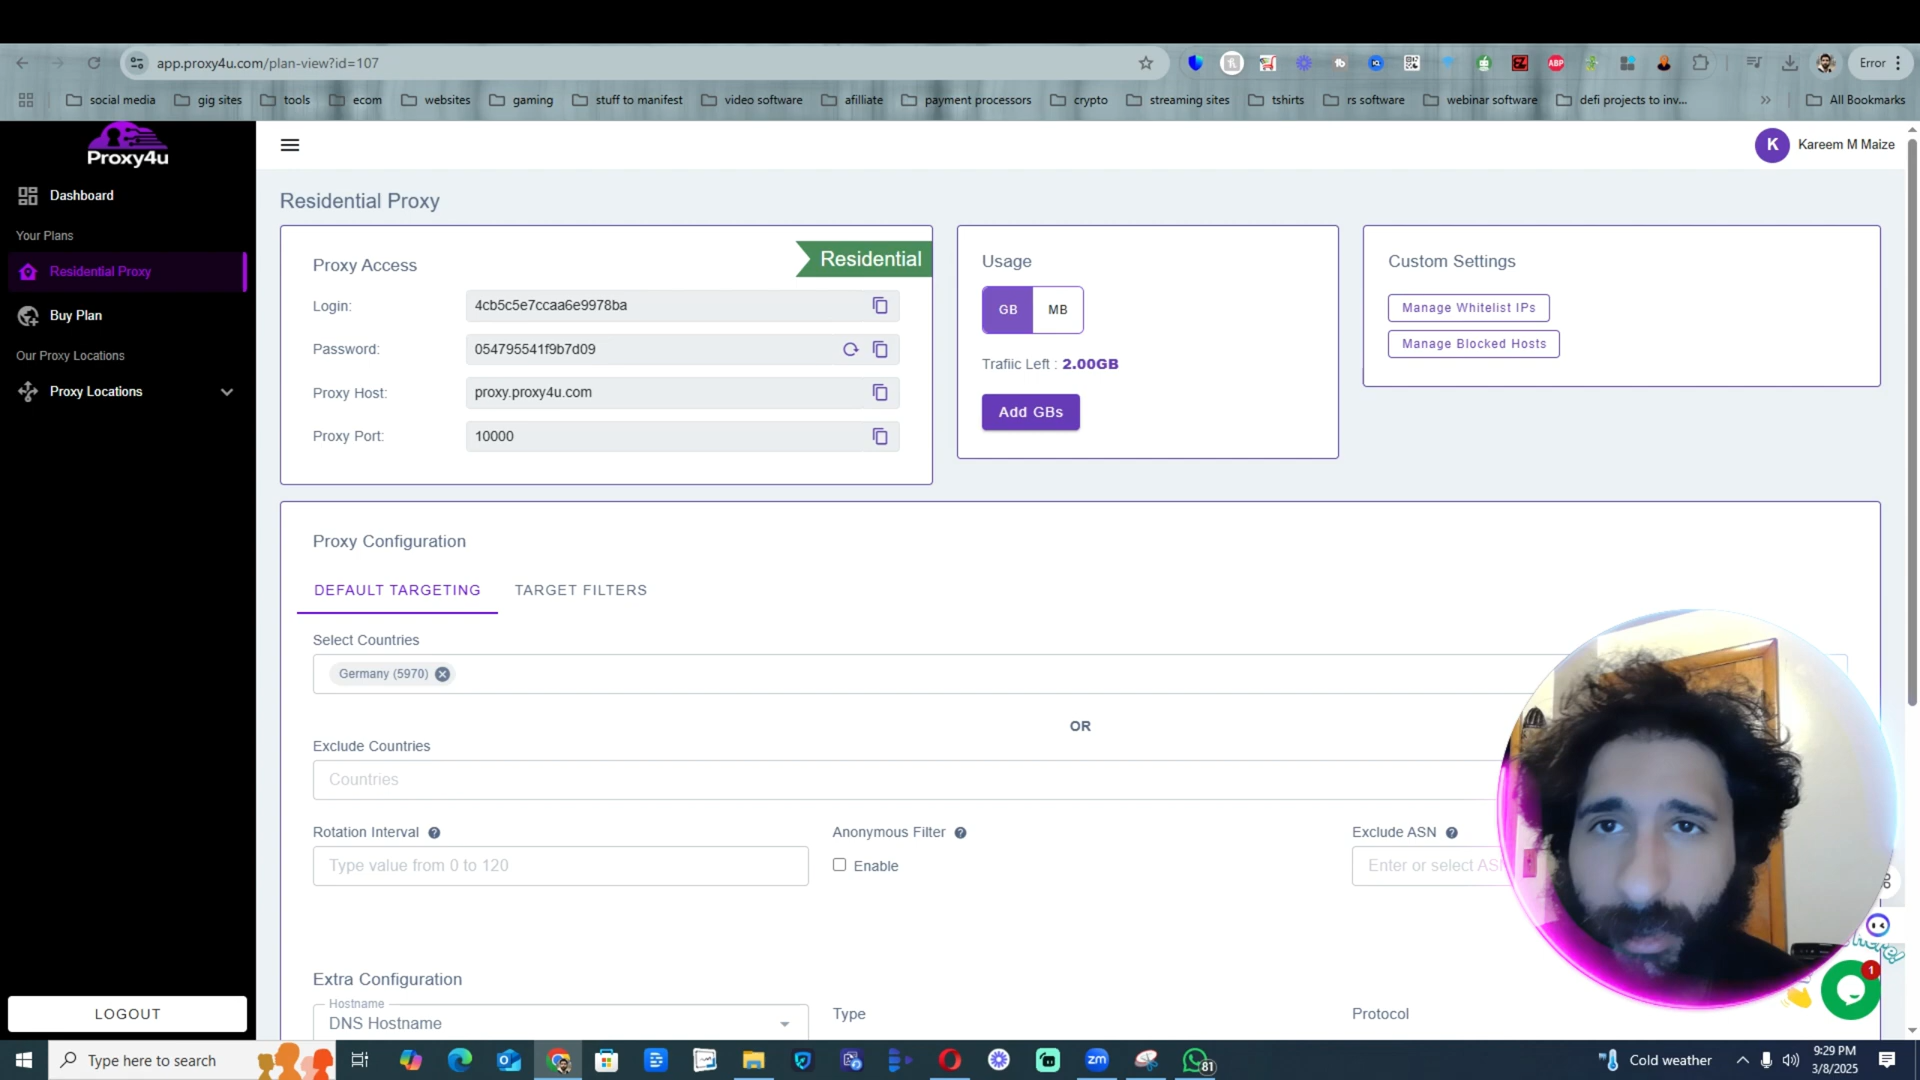 app.proxy4u.com/plan-view?id=107
Error
social media
gig sites
tools
ecom
websites
gaming
stuff to manifest
video software
afilliate
payment processors
crypto
streaming sites
tshirts
rs software
webinar software
defi projects to inv...
All Bookmarks
Proxy4u
K
Kareem M Maize
Dashboard
Your Plans
Residential Proxy
Buy Plan
Our Proxy Locations
Proxy Locations
LOGOUT
Residential Proxy
Proxy Access
Residential
Login:
4cb5c5e7ccaa6e9978ba
Password:
054795541f9b7d09
Proxy Host:
proxy.proxy4u.com
Proxy Port:
10000
Usage
GB
MB
Trafiic Left : 2.00GB
Add GBs
Custom Settings
Manage Whitelist IPs
Manage Blocked Hosts
Proxy Configuration
DEFAULT TARGETING
TARGET FILTERS
Select Countries
Germany (5970)
OR
Exclude Countries
Countries
Rotation Interval
Type value from 0 to 120
Anonymous Filter
Enable
Exclude ASN
Enter or select
Extra Configuration
Hostname
DNS Hostname
Type
Protocol
1
Type here to search
zm
81
Cold weather
9:29 PM
3/8/2025